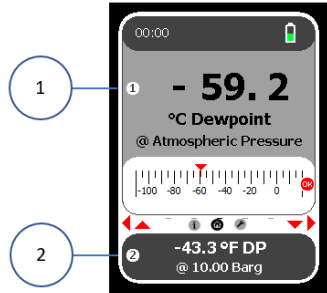 00:00
1
1
- 59. 2
°C Dewpoint
@ Atmospheric Pressure
-100 -80 -60 -40 -20 0 OK
i
2
2
-43.3 °F DP
@ 10.00 Barg